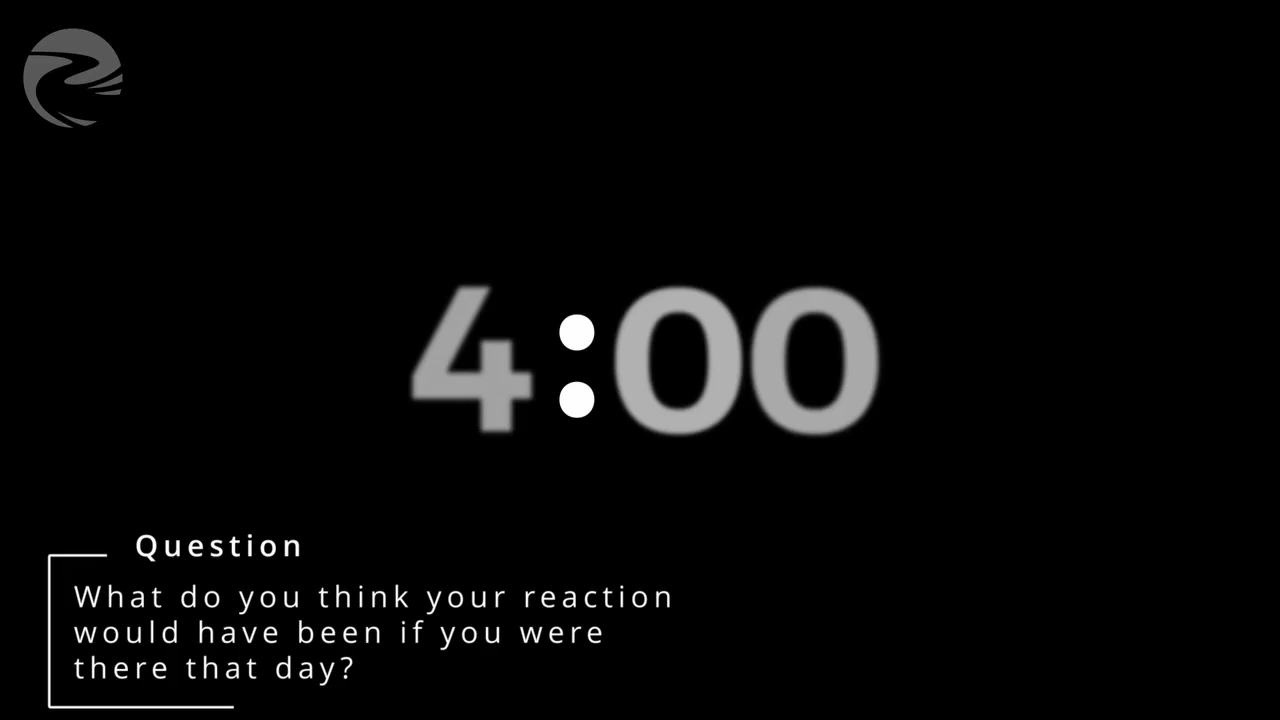 4:00
Question
What do you think your reaction
would have been if you were
there that day?